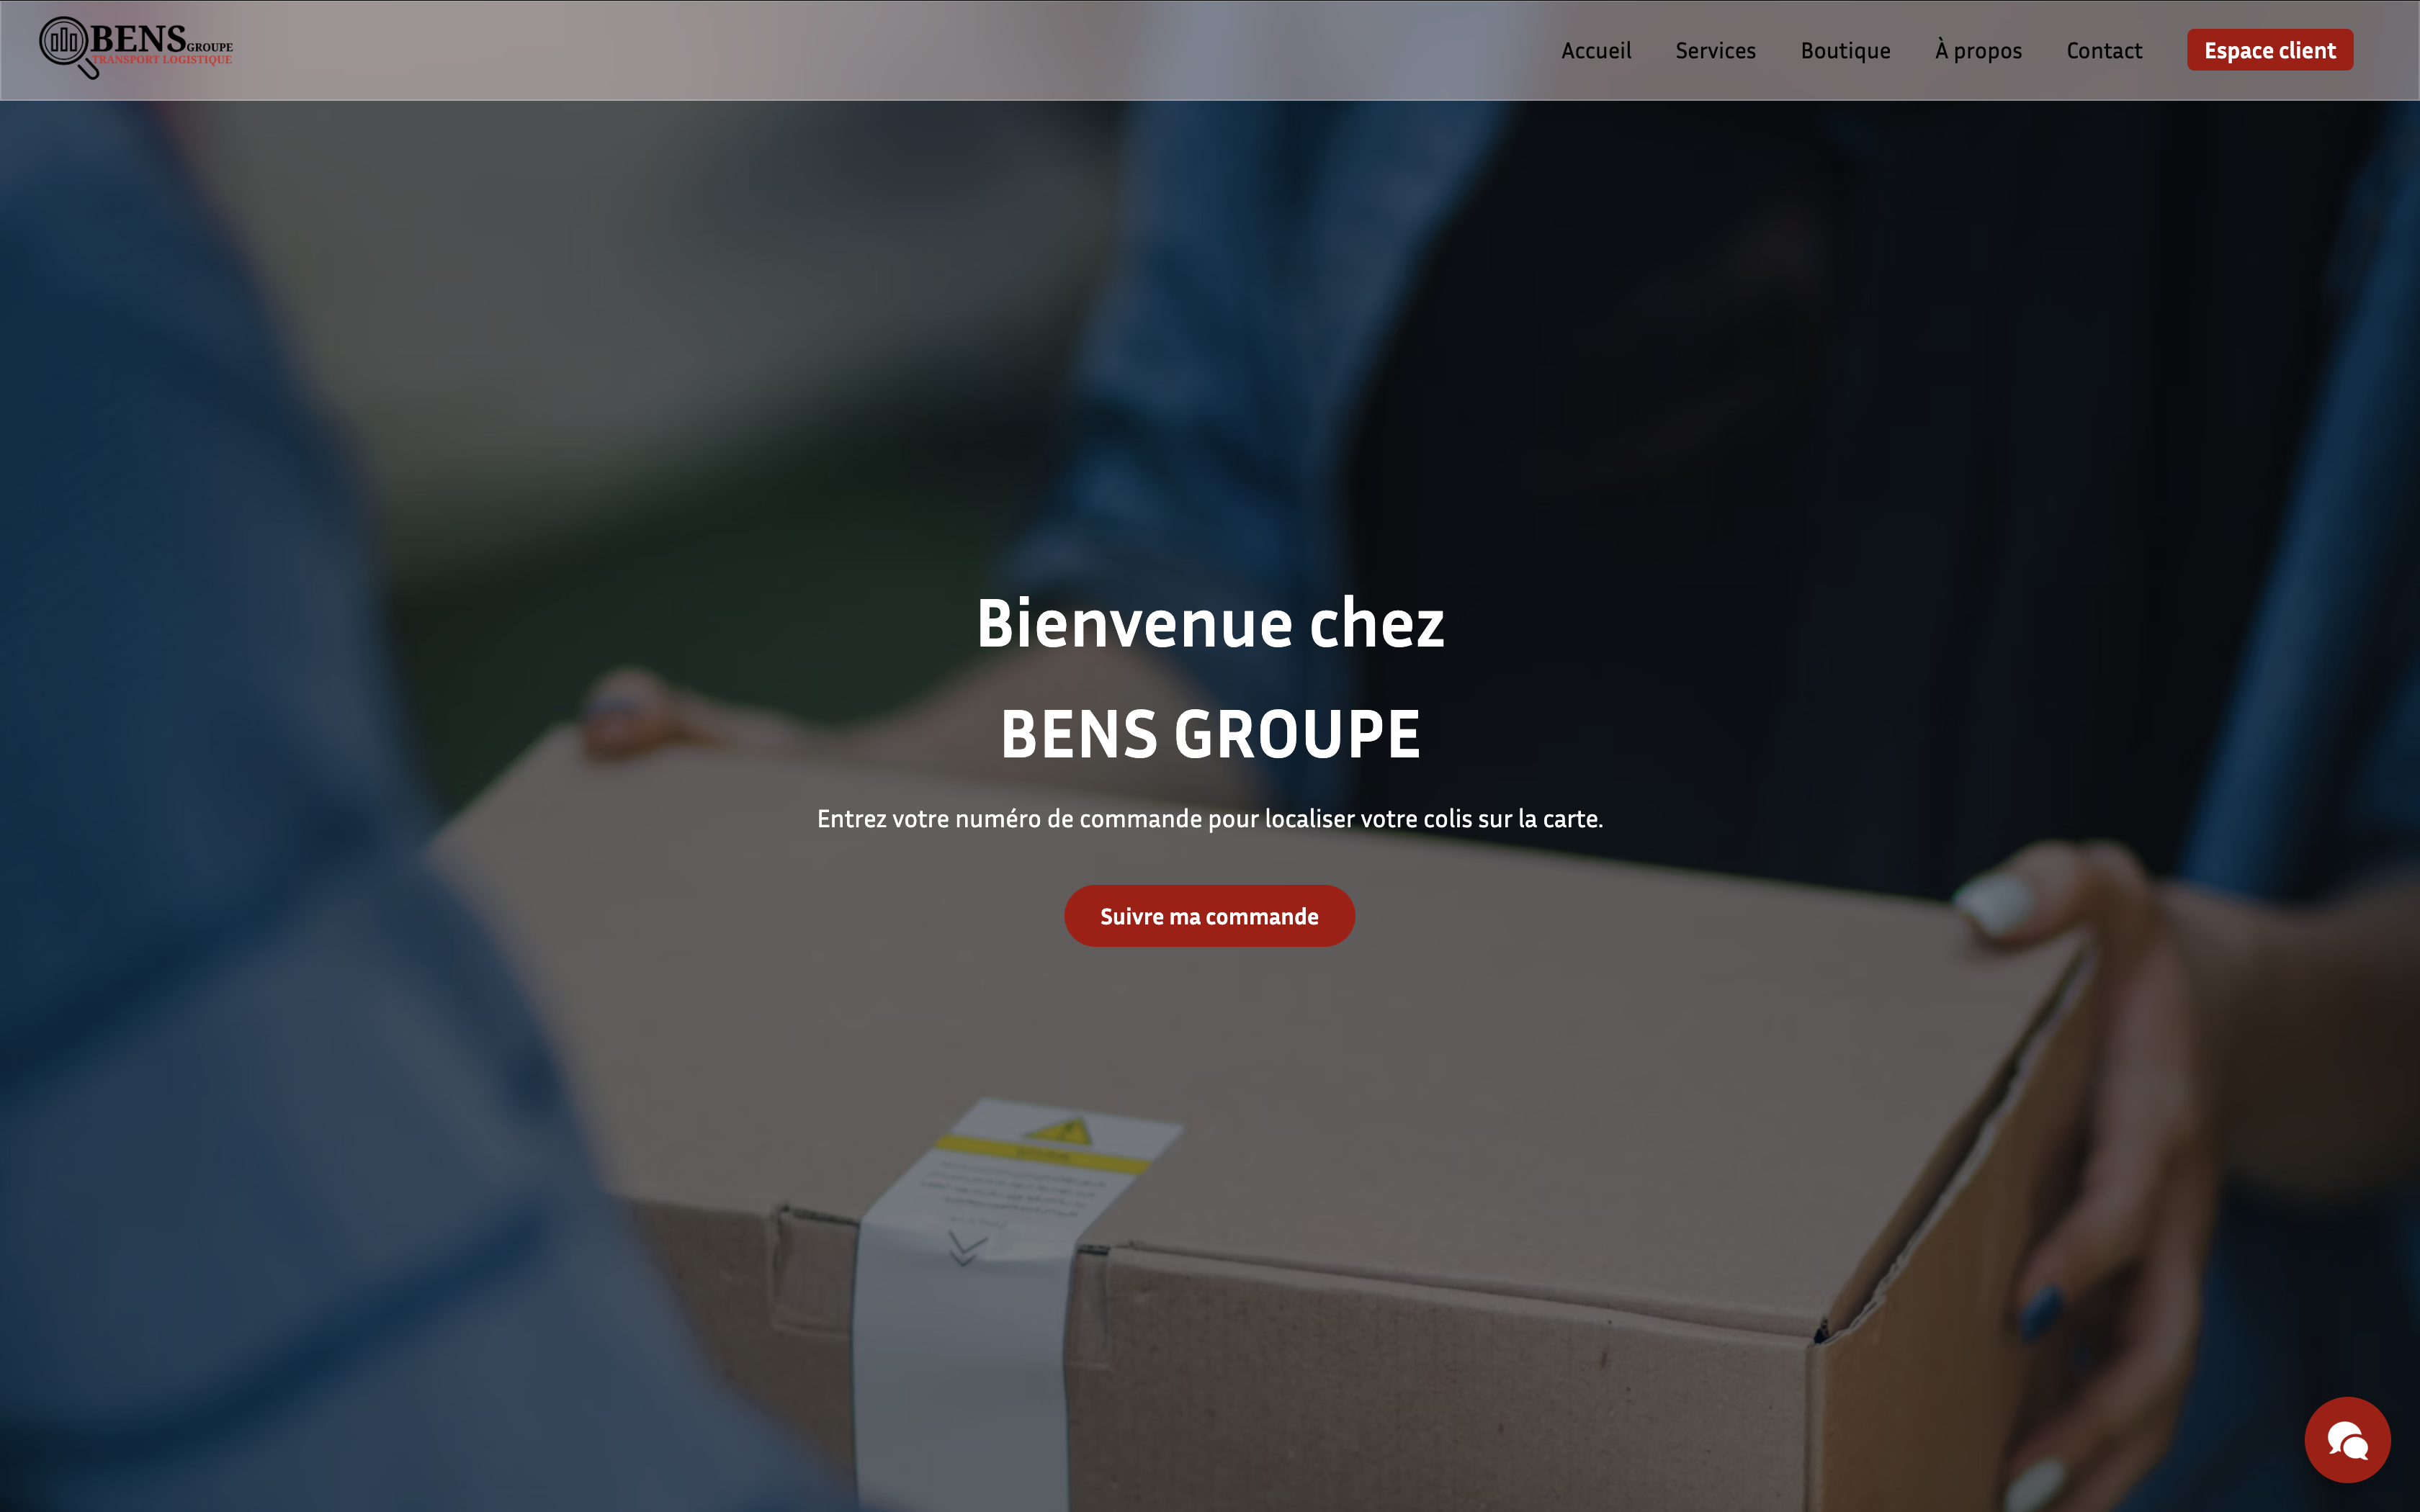 BENS GROUPE
TRANSPORT LOGISTIQUE
Accueil Services Boutique À propos Contact Espace client
Bienvenue chez
BENS GROUPE
Entrez votre numéro de commande pour localiser votre colis sur la carte.
Suivre ma commande